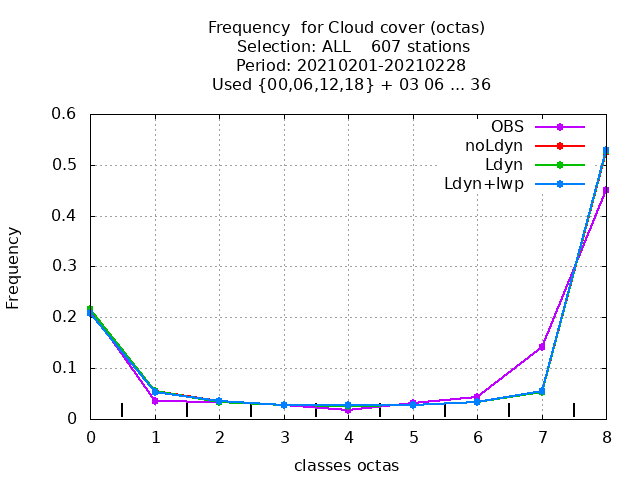 Frequency  for Cloud cover (octas)
Selection: ALL    607 stations
Period: 20210201-20210228
Used {00,06,12,18} + 03 06 ... 36
OBS
noLdyn
Ldyn
Ldyn+lwp
Frequency
0.6
0.5
0.4
0.3
0.2
0.1
0
0 1 2 3 4 5 6 7 8
classes octas